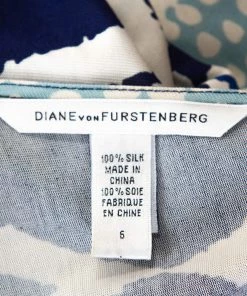 DIANE VON FURSTENBERG
100% SILK
MADE IN
CHINA
100% SOIE
FABRIQUE
EN CHINE
6